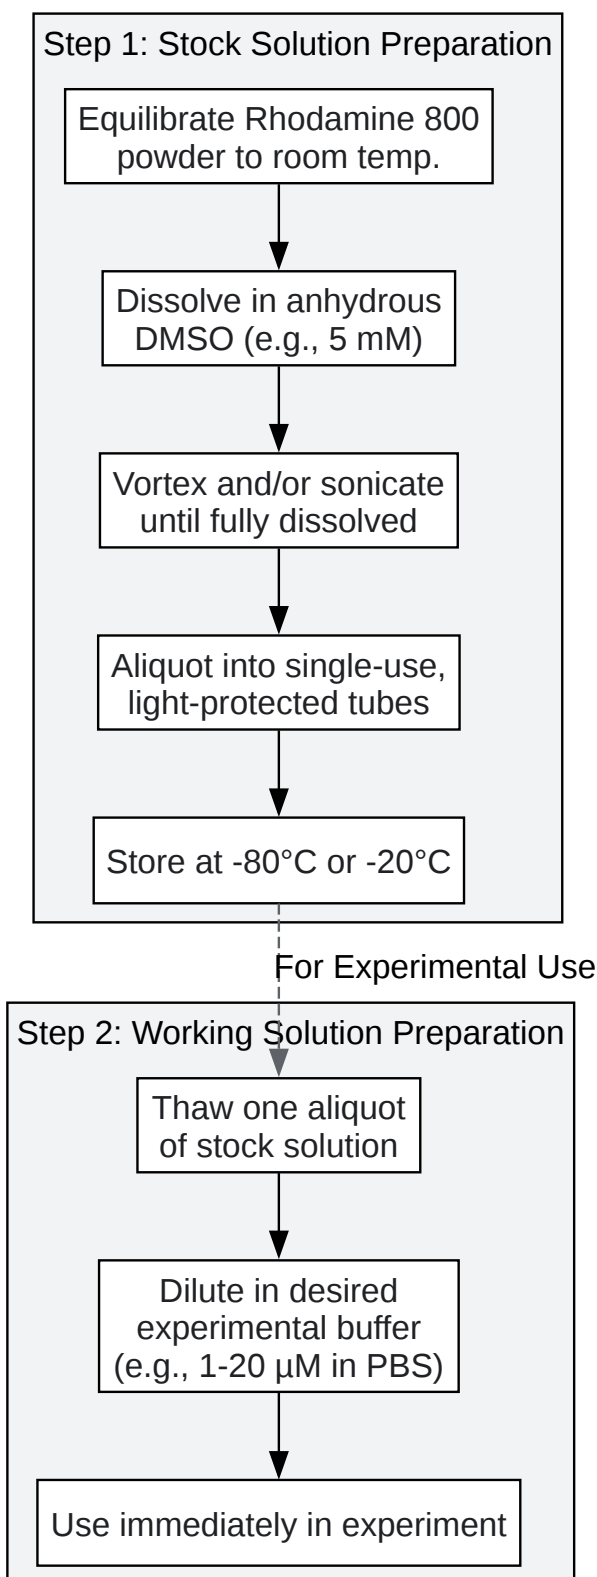 Step 1: Stock Solution Preparation
Equilibrate Rhodamine 800
powder to room temp.
Dissolve in anhydrous
DMSO (e.g., 5 mM)
Vortex and/or sonicate
until fully dissolved
Aliquot into single-use,
light-protected tubes
Store at -80°C or -20°C
For Experimental Use
Step 2: Working Solution Preparation
Thaw one aliquot
of stock solution
Dilute in desired
experimental buffer
(e.g., 1-20 µM in PBS)
Use immediately in experiment